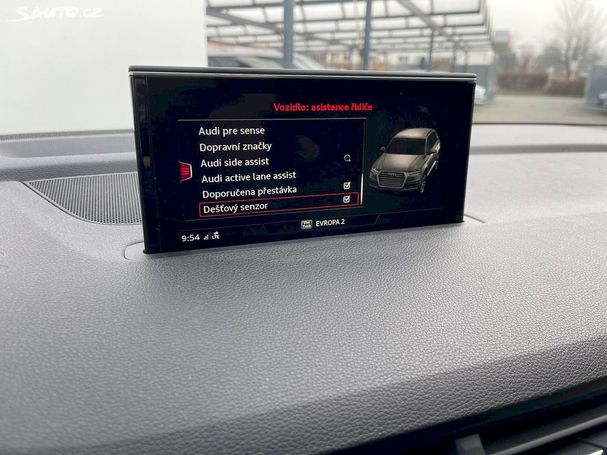 Sauto.cz
Vozidlo: asistence řidiče
Audi pre sense
Dopravní značky
Audi side assist
Audi active lane assist
Doporučena přestávka
Dešťový senzor
EVROPA 2
9:54